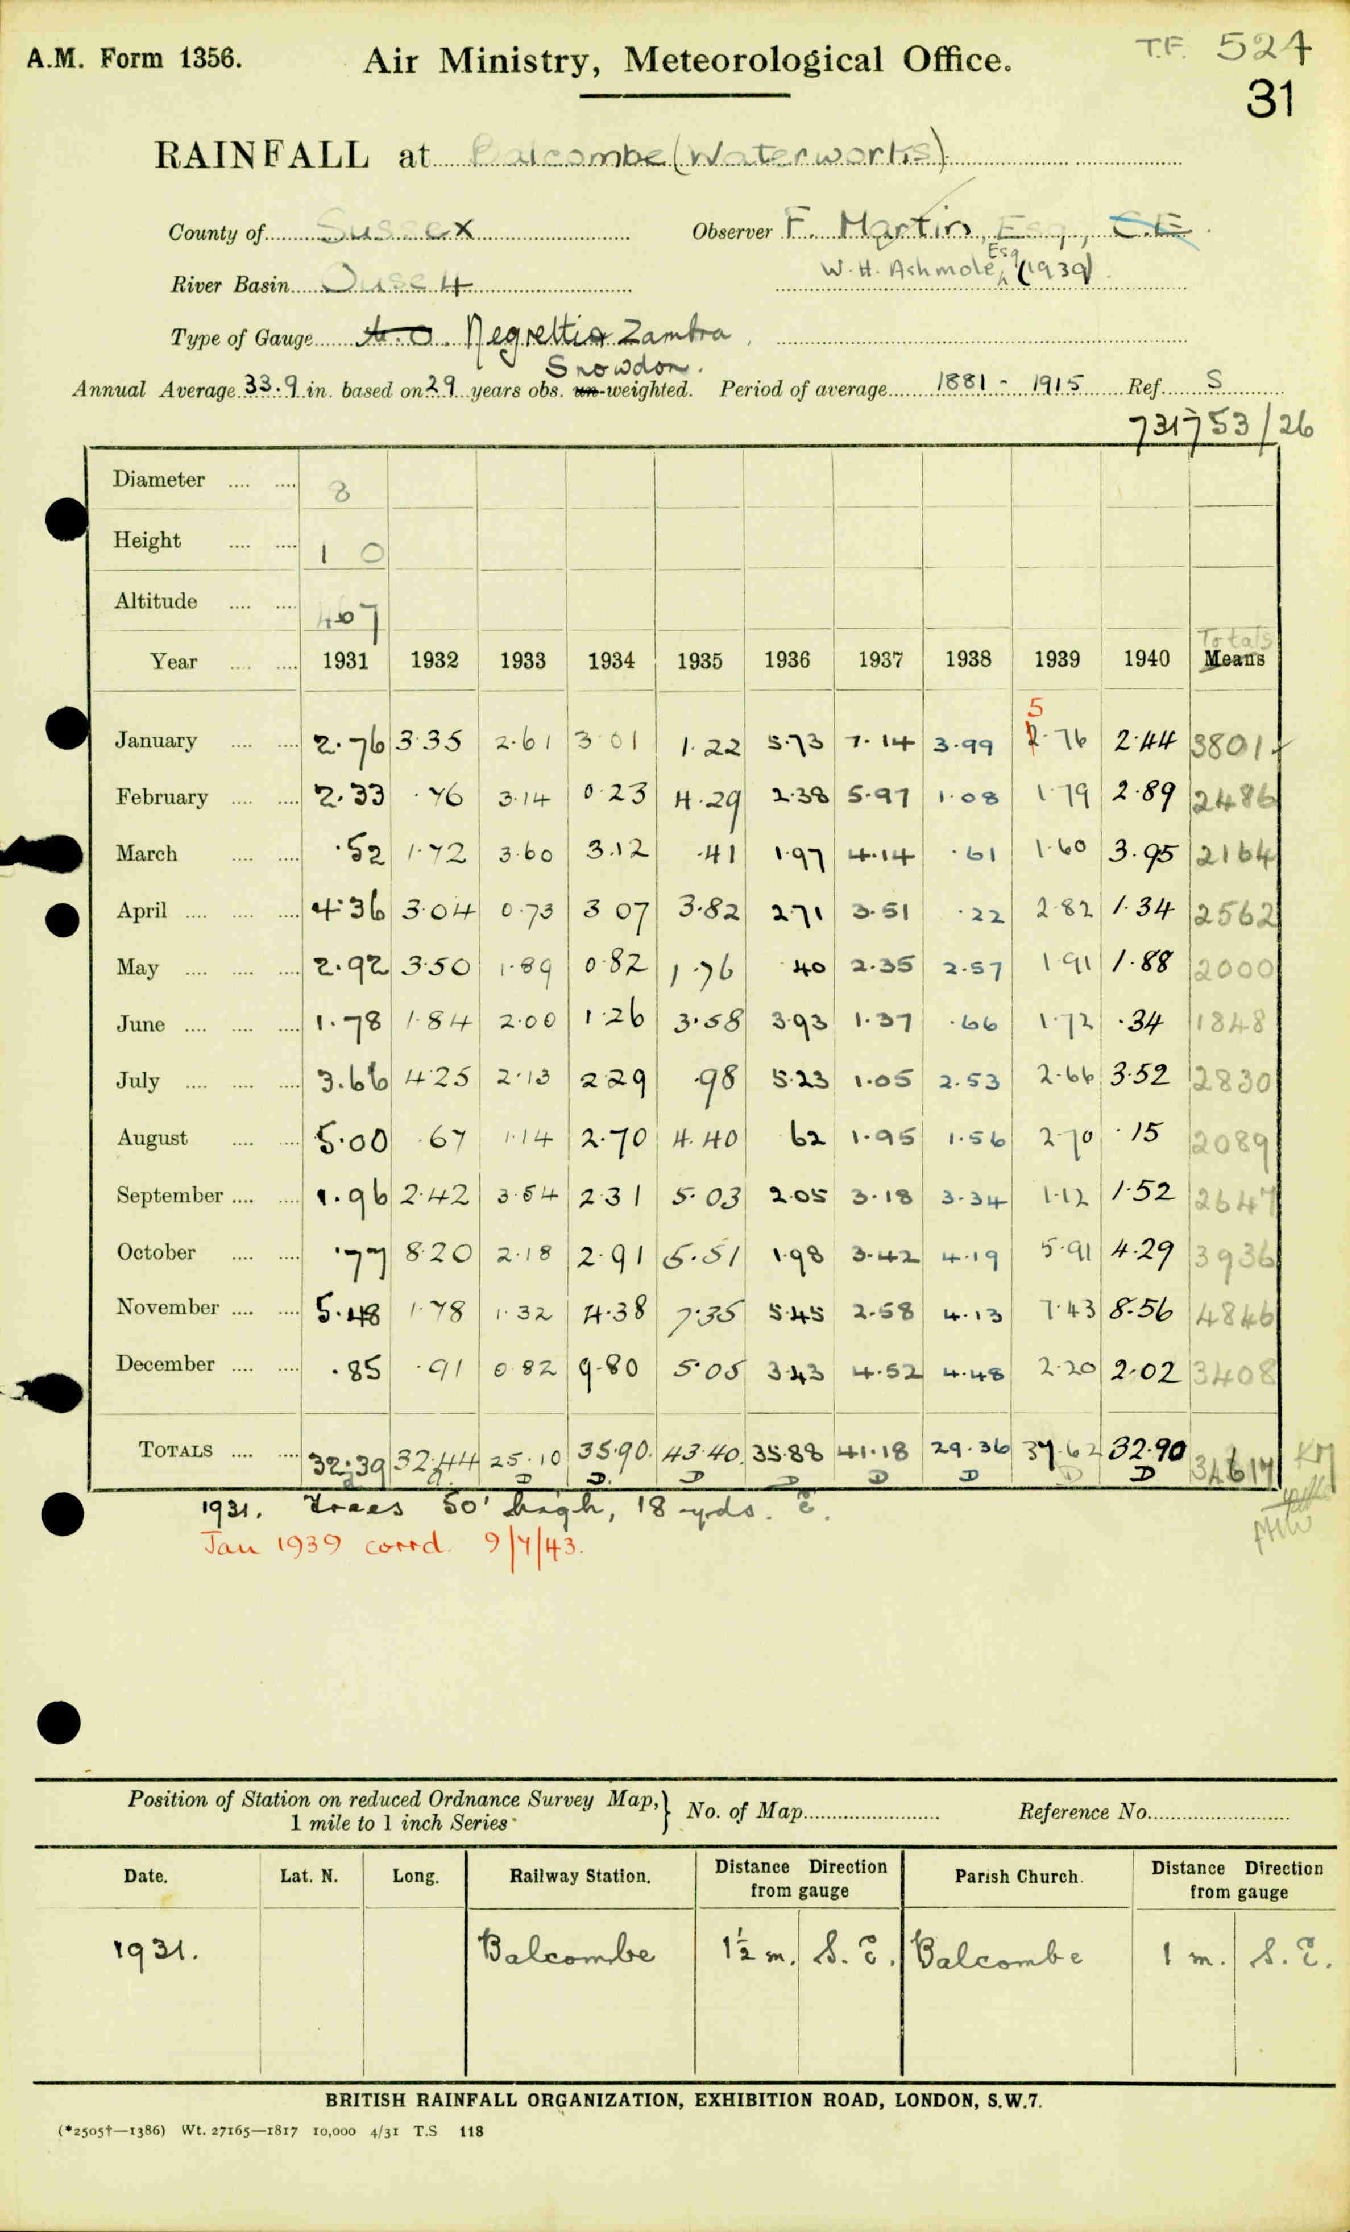 A.M. Form 1356.
Air Ministry, Meteorological Office.
T.F. 524
31
RAINFALL at Balcombe (Waterworks)
County of Sussex Observer F. Martin, Esq., C.E.
River Basin Ouse 4 W. H. Ashmole, Esq (1939)
Type of Gauge M.O. Negretti & Zambra
Snowdon.
Annual Average 33.9 in. based on 29 years obs. un-weighted. Period of average 1881 - 1915 Ref. S
53/26
Diameter .... .... 8
Height .... .... 1 0
Altitude .... .... 467
Totals
Year .... .... 1931 1932 1933 1934 1935 1936 1937 1938 1939 1940 Means
5
January .... .... 2.76 3.35 2.61 3 01 1.22 5.73 7.14 3.99 2.76 2.44 3801
February .... .... 2.33 .76 3.14 0.23 4.29 2.38 5.97 1.08 1.79 2.89 2486
March .... .... .52 1.72 3.60 3.12 .41 1.97 4.14 .61 1.60 3.95 2164
April .... .... .... 4.36 3.04 0.73 3 07 3.82 2.71 3.51 .22 2.82 1.34 2562
May .... .... .... 2.92 3.50 1.89 0.82 1.76 40 2.35 2.57 1 91 1.88 2000
June .... .... .... 1.78 1.84 2.00 1.26 3.58 3.93 1.37 .66 1.72 .34 1848
July .... .... .... 3.66 4.25 2.13 2.29 .98 5.23 1.05 2.53 2.66 3.52 2830
August .... .... 5.00 .67 1.14 2.70 4.40 62 1.95 1.56 2 70 .15 2089
September .... .... 1.96 2.42 3.54 2.31 5.03 2.05 3.18 3.34 1.12 1.52 2647
October .... .... .77 8.20 2.18 2.91 5.51 1.98 3.42 4.19 5.91 4.29 3936
November .... .... 5.48 1.78 1.32 4.38 7.35 5.45 2.58 4.13 7.43 8.56 4846
December .... .... .85 .91 0.82 9.80 5.05 3.43 4.52 4.48 2.20 2.02 3408
TOTALS .... .... 32.39 32.44 25.10 35.90. 43.40. 35.88 41.18 29.36 37.62 32.90 34617
D D. D D D D D D
1931. Trees 50' high, 18 yds. E.
Jan 1939 corrd. 9/7/43.
Position of Station on reduced Ordnance Survey Map,
1 mile to 1 inch Series
No. of Map
Reference No.
Date. Lat. N. Long. Railway Station. Distance Direction from gauge Parish Church. Distance Direction from gauge
1931. Balcombe 1½ m. S. E. Balcombe 1 m. S. E.
BRITISH RAINFALL ORGANIZATION, EXHIBITION ROAD, LONDON, S.W.7.
(*2505†—1386) Wt. 27165—1817 10,000 4/31 T.S 118